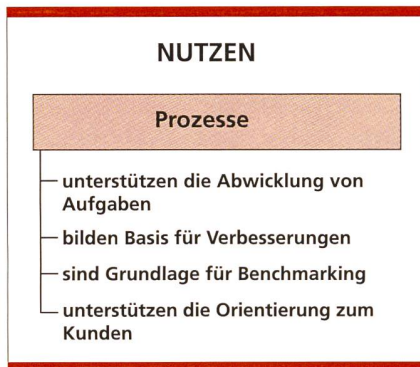 NUTZEN
Prozesse
unterstützen die Abwicklung von
Aufgaben
bilden Basis für Verbesserungen
sind Grundlage für Benchmarking
unterstützen die Orientierung zum
Kunden